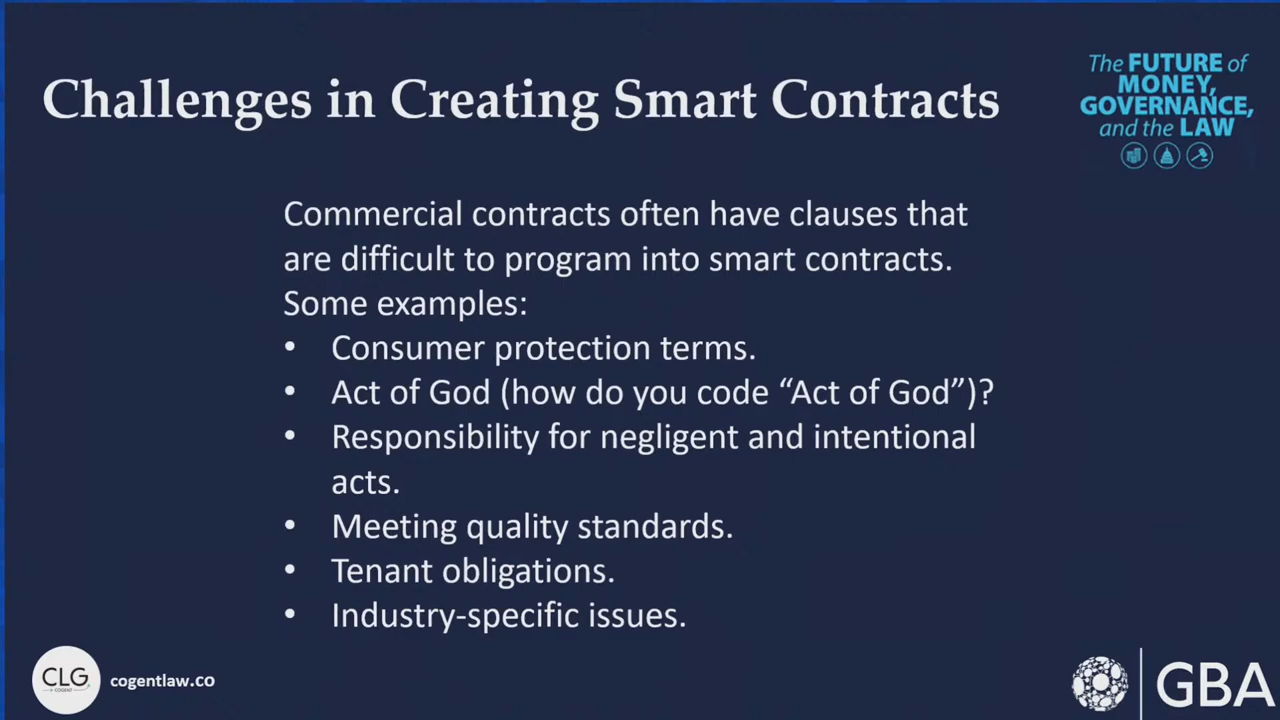 Challenges in Creating Smart Contracts
The FUTURE of
MONEY,
GOVERNANCE,
and the LAW
Commercial contracts often have clauses that
are difficult to program into smart contracts.
Some examples:
• Consumer protection terms.
• Act of God (how do you code “Act of God”)?
• Responsibility for negligent and intentional
acts.
• Meeting quality standards.
• Tenant obligations.
• Industry-specific issues.
CLG
COGENT
cogentlaw.co
GBA